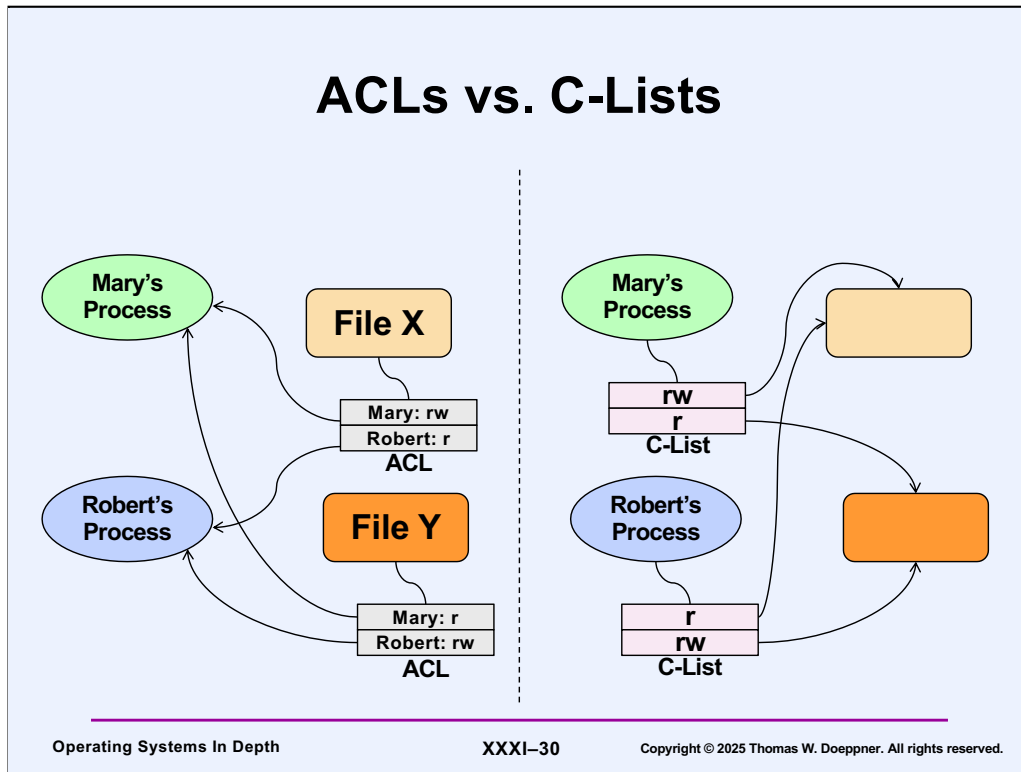 ACLs vs. C-Lists
Mary's
Process
File X
Mary: rw
Robert: r
ACL
Robert's
Process
File Y
Mary: r
Robert: rw
ACL
Mary's
Process
rw
r
C-List
Robert's
Process
r
rw
C-List
Operating Systems In Depth
XXXI–30
Copyright © 2025 Thomas W. Doeppner. All rights reserved.